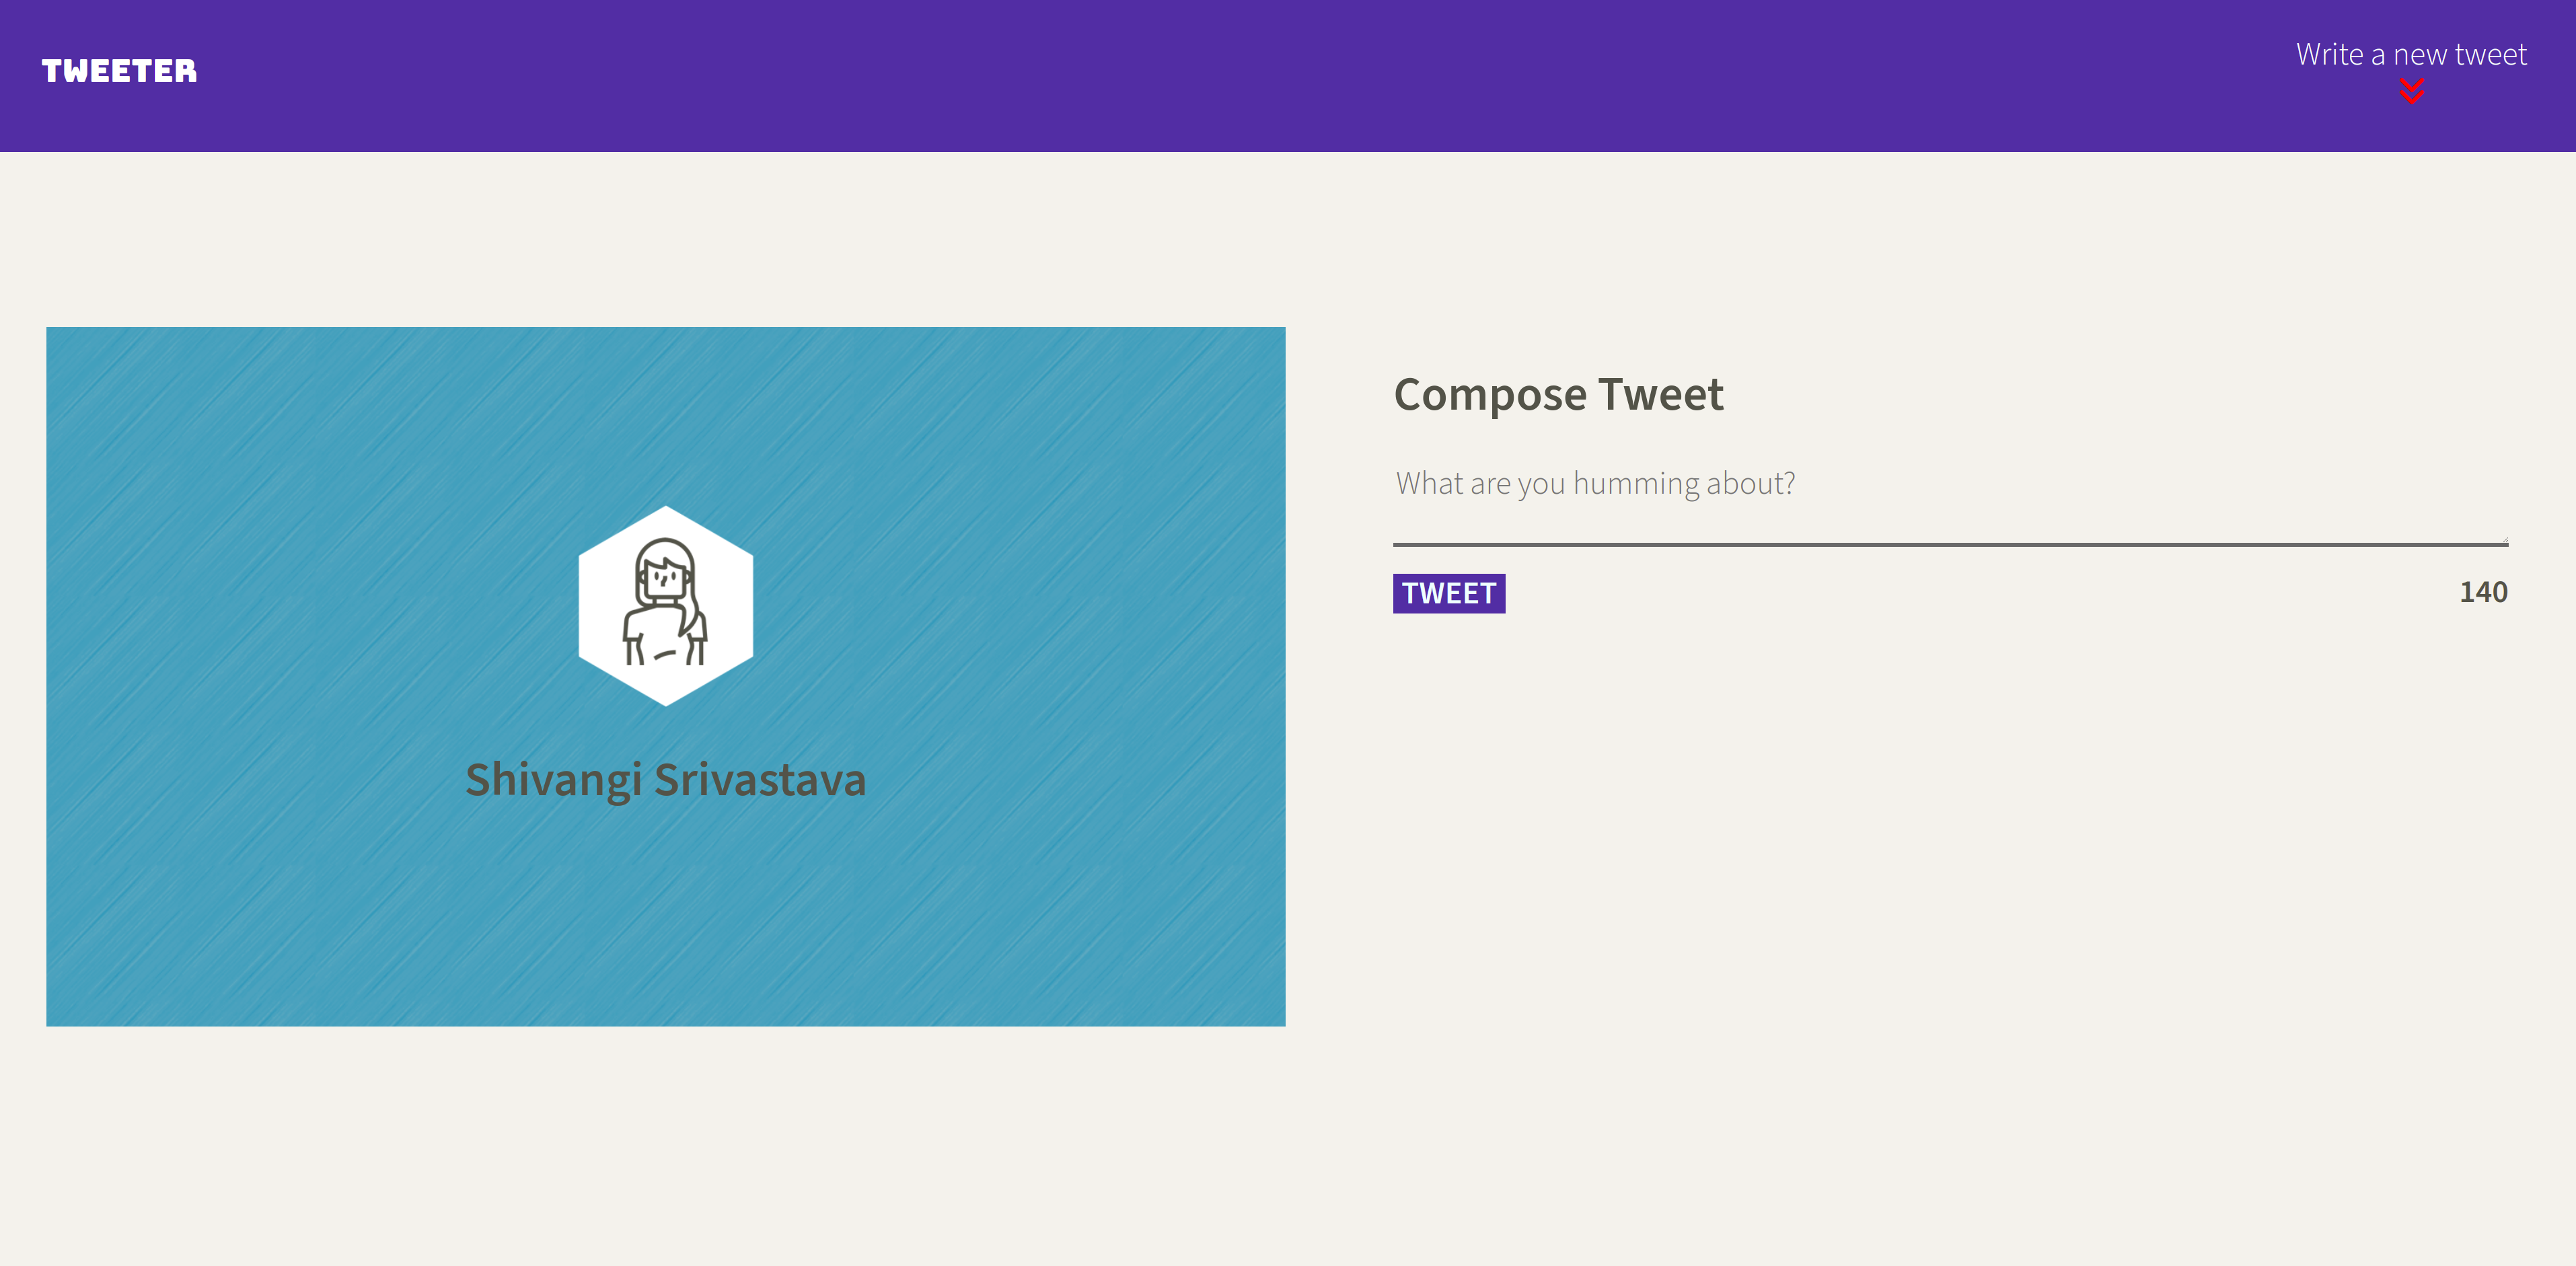 TWEETER
Write a new tweet
Shivangi Srivastava
Compose Tweet
What are you humming about?
TWEET
140